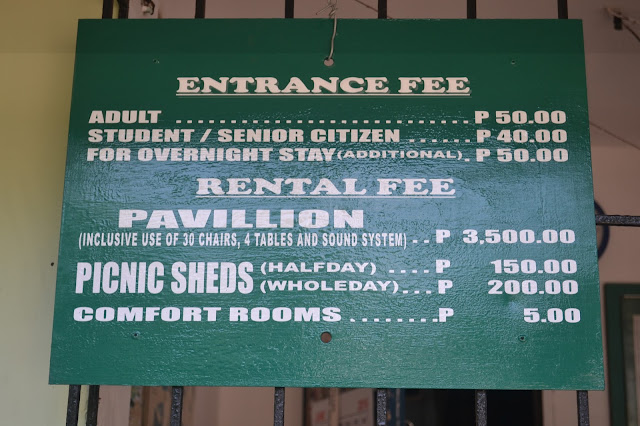 ENTRANCE FEE
ADULT ............................ P 50.00
STUDENT / SENIOR CITIZEN ...... P 40.00
FOR OVERNIGHT STAY (ADDITIONAL). P 50.00
RENTAL FEE
PAVILLION
(INCLUSIVE USE OF 30 CHAIRS, 4 TABLES AND SOUND SYSTEM) .. P 3,500.00
PICNIC SHEDS (HALFDAY) .... P 150.00
(WHOLEDAY)... P 200.00
COMFORT ROOMS ........P 5.00